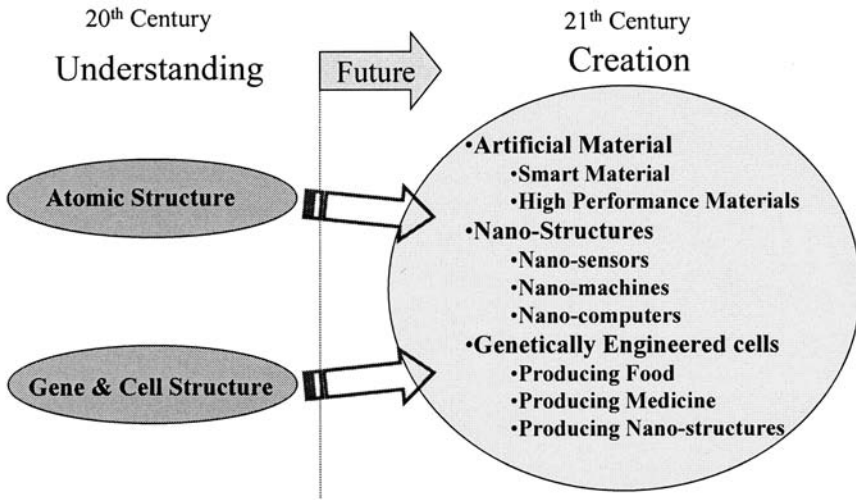 20th Century
Understanding
Future
21th Century
Creation
Atomic Structure
Gene & Cell Structure
•Artificial Material
•Smart Material
•High Performance Materials
•Nano-Structures
•Nano-sensors
•Nano-machines
•Nano-computers
•Genetically Engineered cells
•Producing Food
•Producing Medicine
•Producing Nano-structures